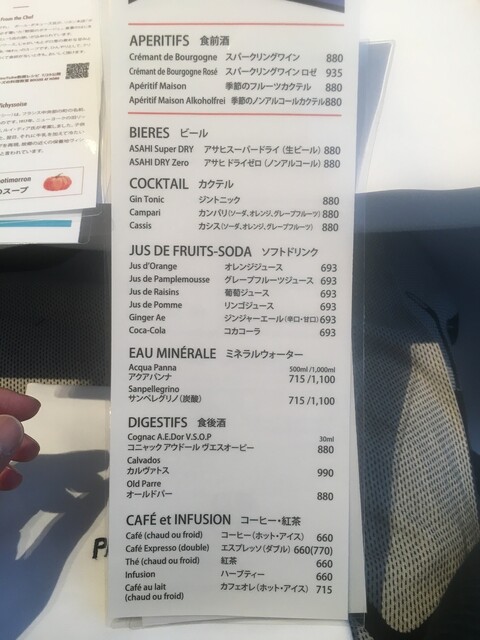 from the Chef
APERITIFS 食前酒
Crémant de Bourgogne スパークリングワイン 880
Crémant de Bourgogne Rosé スパークリングワイン ロゼ 935
Apéritif Maison 季節のフルーツカクテル 880
Apéritif Maison Alkoholfrei 季節のノンアルコールカクテル 880
BIERES ビール
ASAHI Super DRY アサヒスーパードライ (生ビール) 880
ASAHI DRY Zero アサヒ ドライゼロ (ノンアルコール) 880
COCKTAIL カクテル
Gin Tonic ジントニック 880
Campari カンパリ(ソーダ、オレンジ、グレープフルーツ) 880
Cassis カシス(ソーダ、オレンジ、グレープフルーツ) 880
JUS DE FRUITS-SODA ソフトドリンク
Jus d'Orange オレンジジュース 693
Jus de Pamplemousse グレープフルーツジュース 693
Jus de Raisins 葡萄ジュース 693
Jus de Pomme リンゴジュース 693
Ginger Ae ジンジャーエール(辛口・甘口) 693
Coca-Cola コカコーラ 693
EAU MINÉRALE ミネラルウォーター
Acqua Panna 500ml /1,000ml
アクアパンナ 715 /1,100
Sanpellegrino
サンペレグリノ(炭酸) 715 /1,100
DIGESTIFS 食後酒
Cognac A.E.Dor V.S.O.P 30ml
コニャック アウドール ヴエスオーピー 880
Calvados
カルヴァトス 990
Old Parre
オールドパー 880
CAFÉ et INFUSION コーヒー・紅茶
Café (chaud ou froid) コーヒー(ホット・アイス) 660
Café Expresso (double) エスプレッソ(ダブル) 660(770)
Thé (chaud ou froid) 紅茶 660
Infusion ハーブティー 660
Café au lait カフェオレ(ホット・アイス) 715
(chaud ou froid)